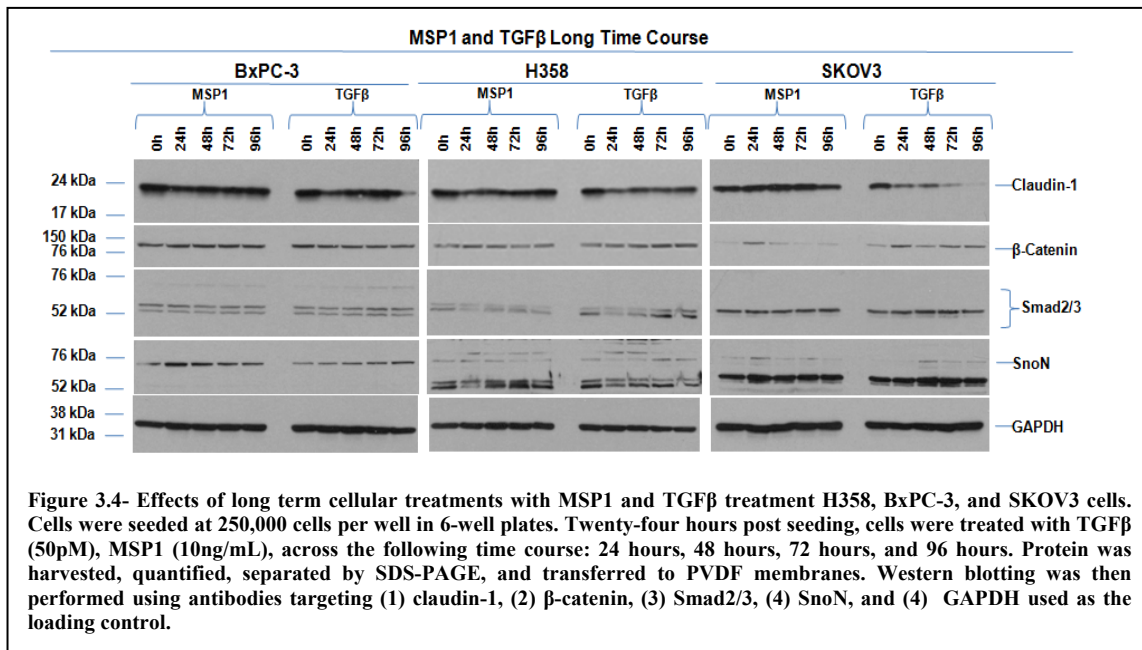 MSP1 and TGFβ Long Time Course
BxPC-3 H358 SKOV3
MSP1 TGFβ MSP1 TGFβ MSP1 TGFβ
0h 24h 48h 72h 96h 0h 24h 48h 72h 96h 0h 24h 48h 72h 96h 0h 24h 48h 72h 96h 0h 24h 48h 72h 96h 0h 24h 48h 72h 96h
24 kDa Claudin-1
17 kDa
150 kDa
76 kDa β-Catenin
76 kDa
52 kDa Smad2/3
76 kDa SnoN
52 kDa
38 kDa
31 kDa GAPDH
Figure 3.4- Effects of long term cellular treatments with MSP1 and TGFβ treatment H358, BxPC-3, and SKOV3 cells.
Cells were seeded at 250,000 cells per well in 6-well plates. Twenty-four hours post seeding, cells were treated with TGFβ
(50pM), MSP1 (10ng/mL), across the following time course: 24 hours, 48 hours, 72 hours, and 96 hours. Protein was
harvested, quantified, separated by SDS-PAGE, and transferred to PVDF membranes. Western blotting was then
performed using antibodies targeting (1) claudin-1, (2) β-catenin, (3) Smad2/3, (4) SnoN, and (4) GAPDH used as the
loading control.